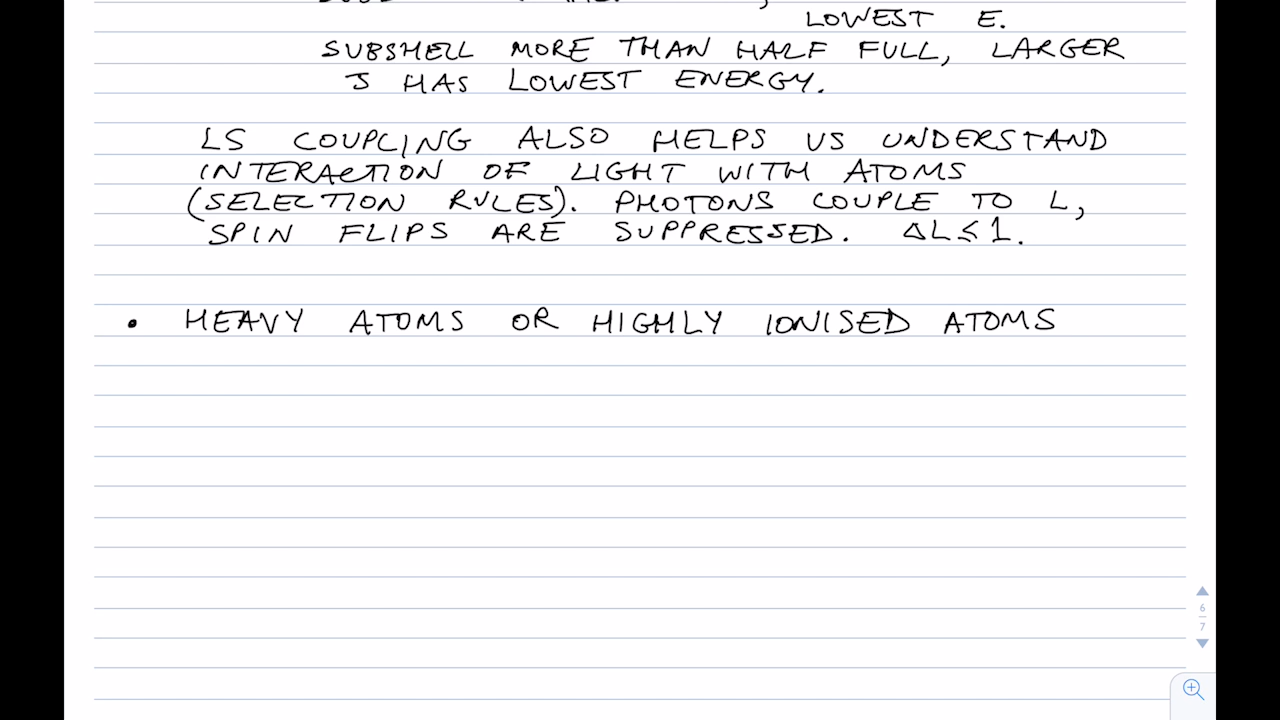 LOWEST E.
SUBSHELL MORE THAN HALF FULL, LARGER
J HAS LOWEST ENERGY.
LS COUPLING ALSO HELPS US UNDERSTAND
INTERACTION OF LIGHT WITH ATOMS
(SELECTION RULES). PHOTONS COUPLE TO L,
SPIN FLIPS ARE SUPPRESSED. ΔL≤1.
• HEAVY ATOMS OR HIGHLY IONISED ATOMS
6
7